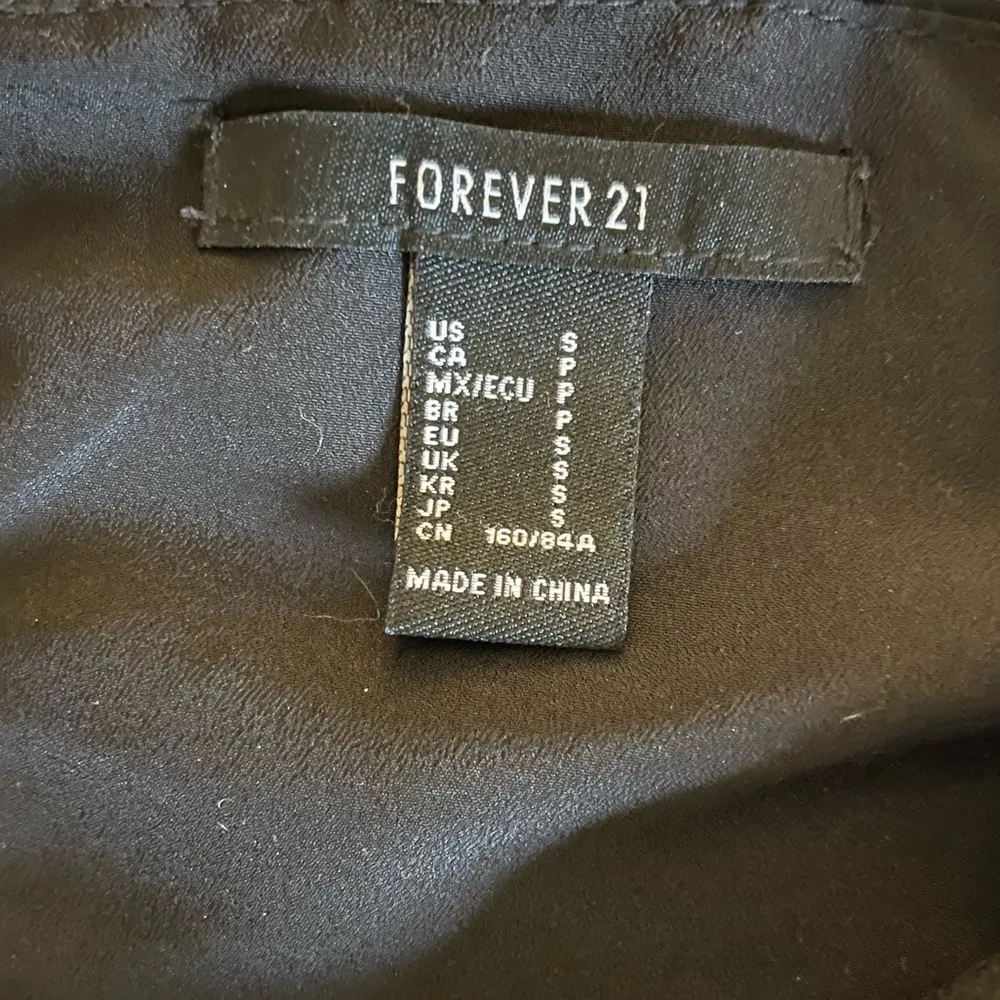 FOREVER 21
US S
CA P
MX/ECU P
BR P
EU S
UK S
KR S
JP S
CN 160/84A
MADE IN CHINA